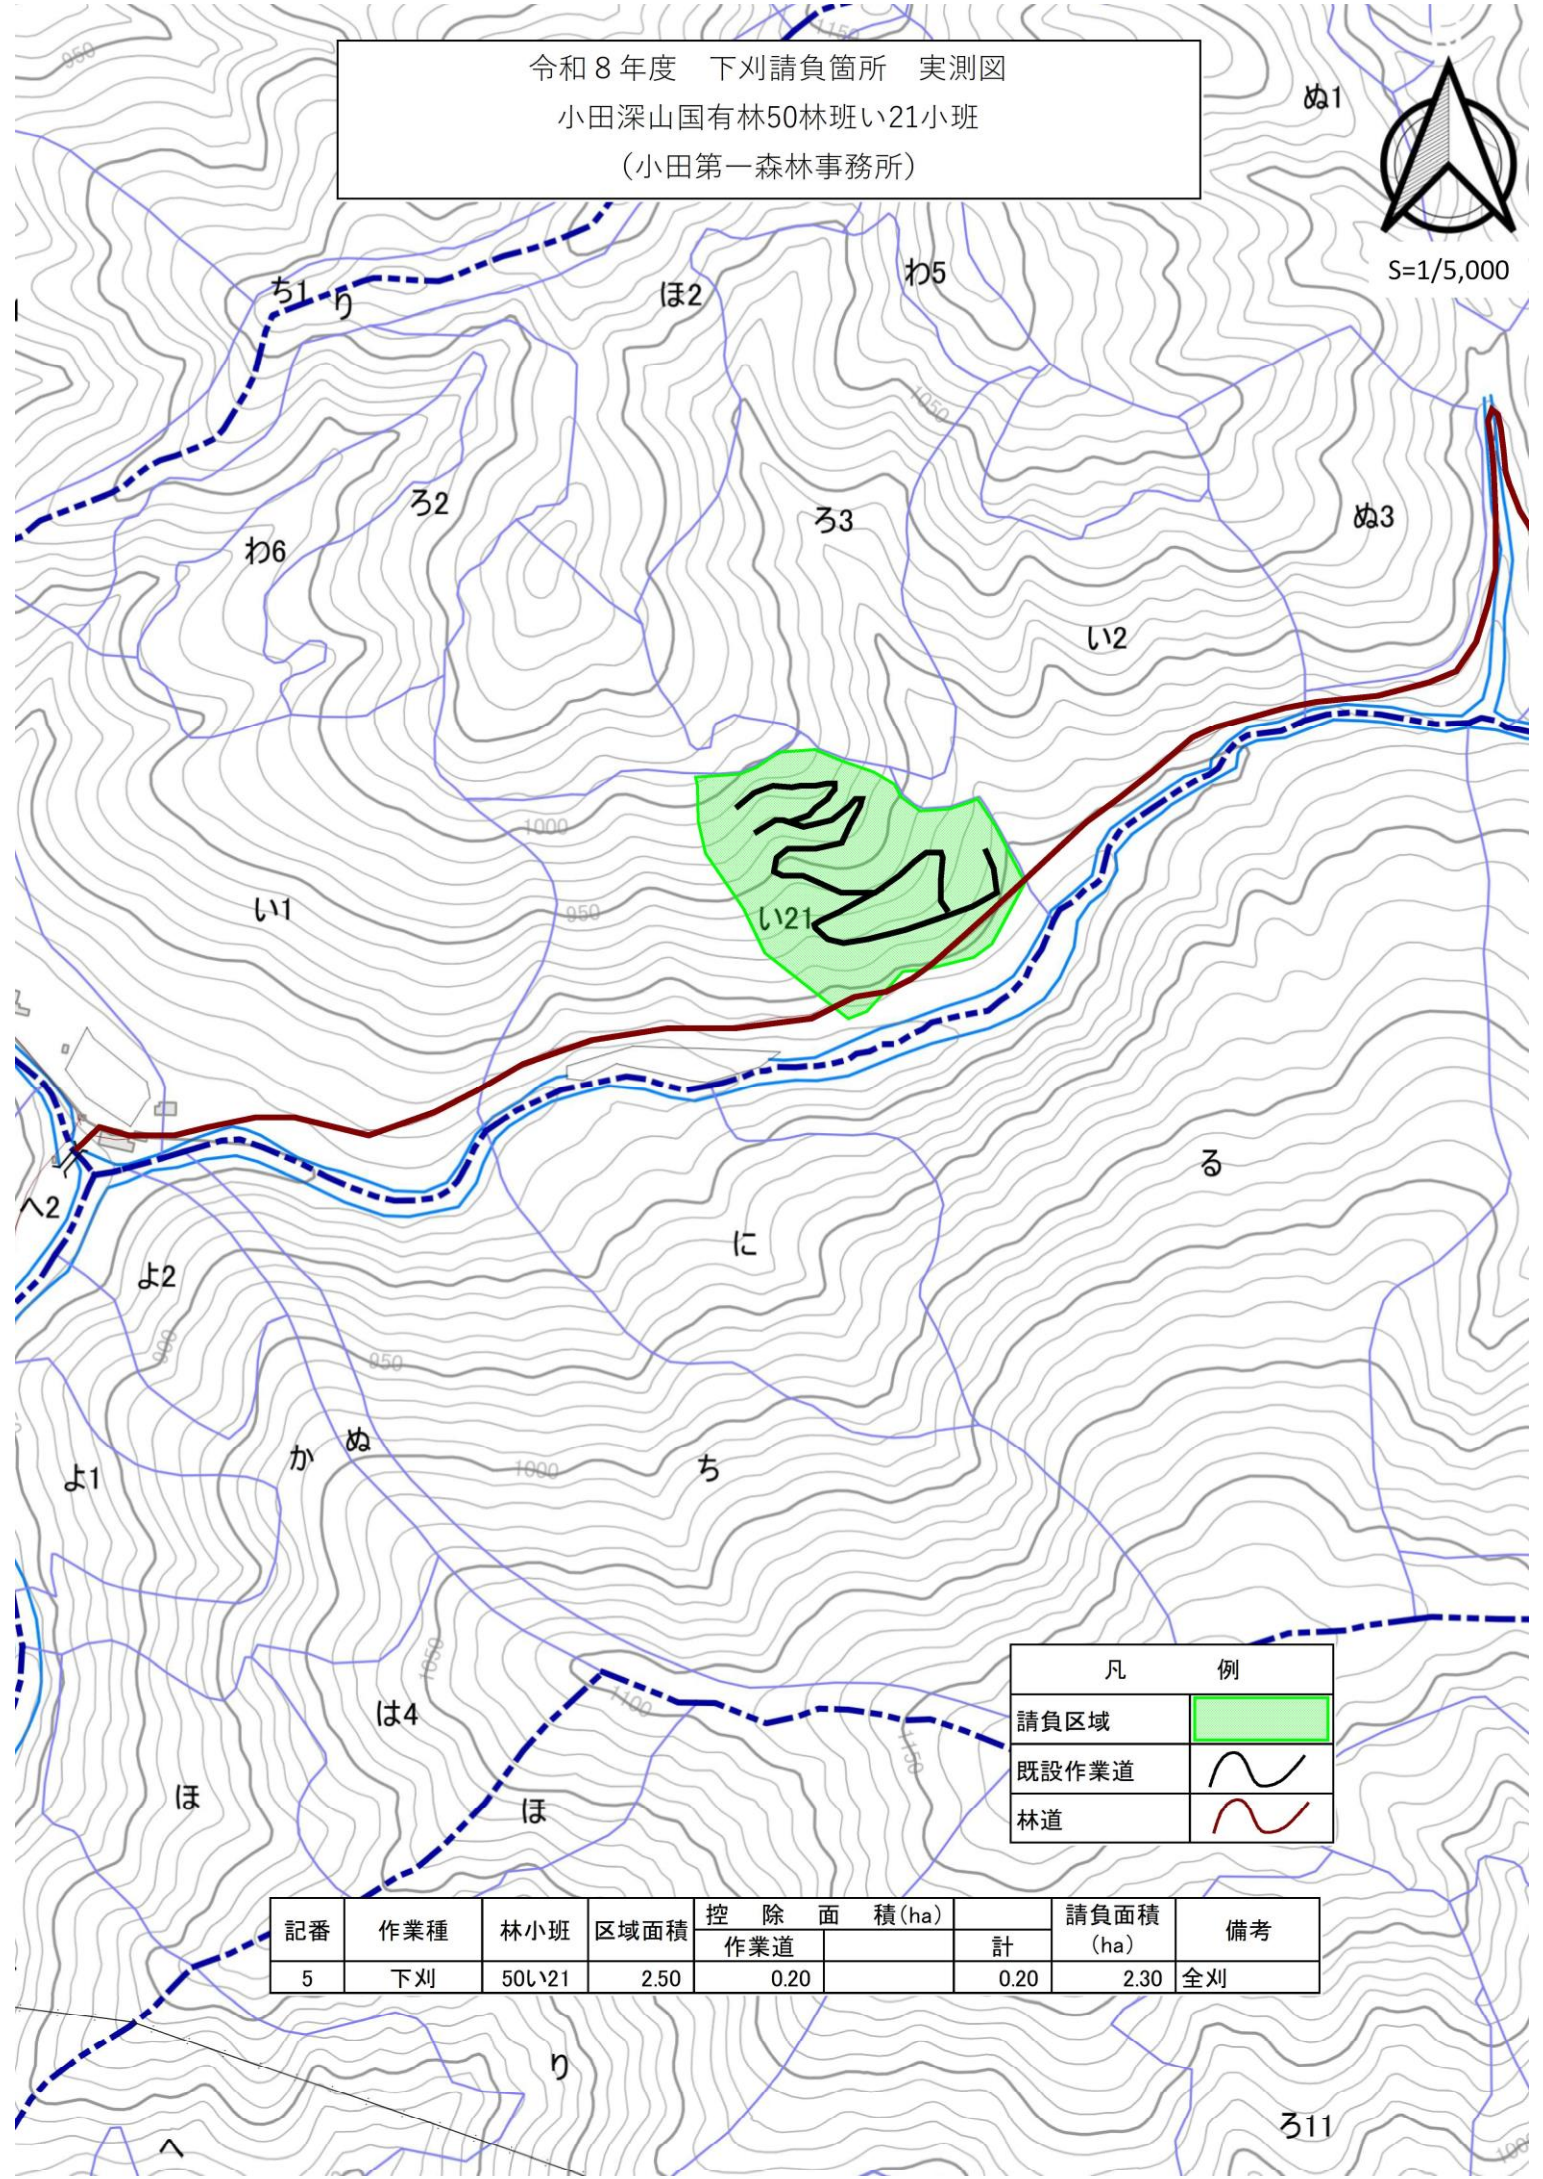 令和８年度　下刈請負箇所　実測図
小田深山国有林50林班い21小班
（小田第一森林事務所）
S=1/5,000
950
1150
ぬ1
ち1
り
ほ2
わ5
1050
ろ2
わ6
ろ3
ぬ3
い2
1000
い1
950
い21
る
へ2
に
よ2
900
950
か
ぬ
ち
1000
よ1
1050
は4
1100
1150
ほ
ほ
凡　例
請負区域
既設作業道
林道
記番 作業種 林小班 区域面積 控　除　面　積(ha) 請負面積(ha) 備考
作業道 計
5 下刈 50い21 2.50 0.20 0.20 2.30 全刈
り
ろ11
へ